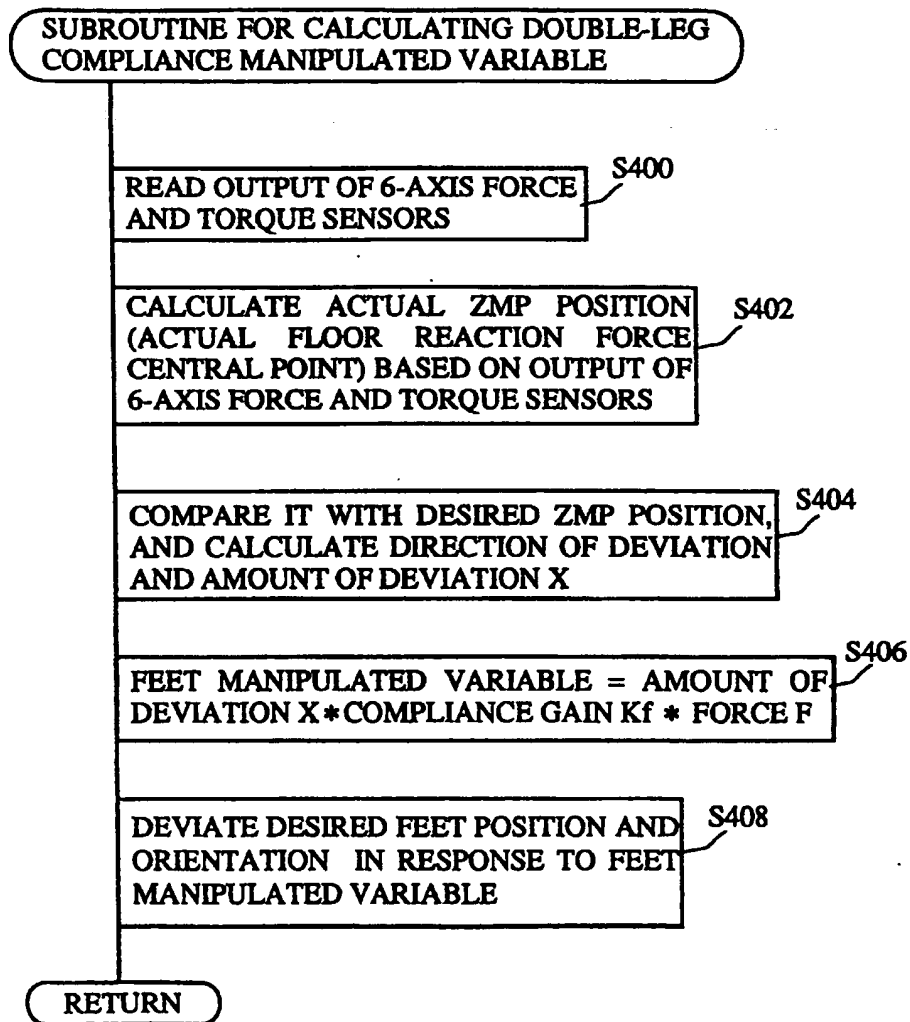 SUBROUTINE FOR CALCULATING DOUBLE-LEG
COMPLIANCE MANIPULATED VARIABLE
S400
READ OUTPUT OF 6-AXIS FORCE
AND TORQUE SENSORS
S402
CALCULATE ACTUAL ZMP POSITION
(ACTUAL FLOOR REACTION FORCE
CENTRAL POINT) BASED ON OUTPUT OF
6-AXIS FORCE AND TORQUE SENSORS
S404
COMPARE IT WITH DESIRED ZMP POSITION,
AND CALCULATE DIRECTION OF DEVIATION
AND AMOUNT OF DEVIATION X
S406
FEET MANIPULATED VARIABLE = AMOUNT OF
DEVIATION X*COMPLIANCE GAIN Kf * FORCE F
S408
DEVIATE DESIRED FEET POSITION AND
ORIENTATION IN RESPONSE TO FEET
MANIPULATED VARIABLE
RETURN